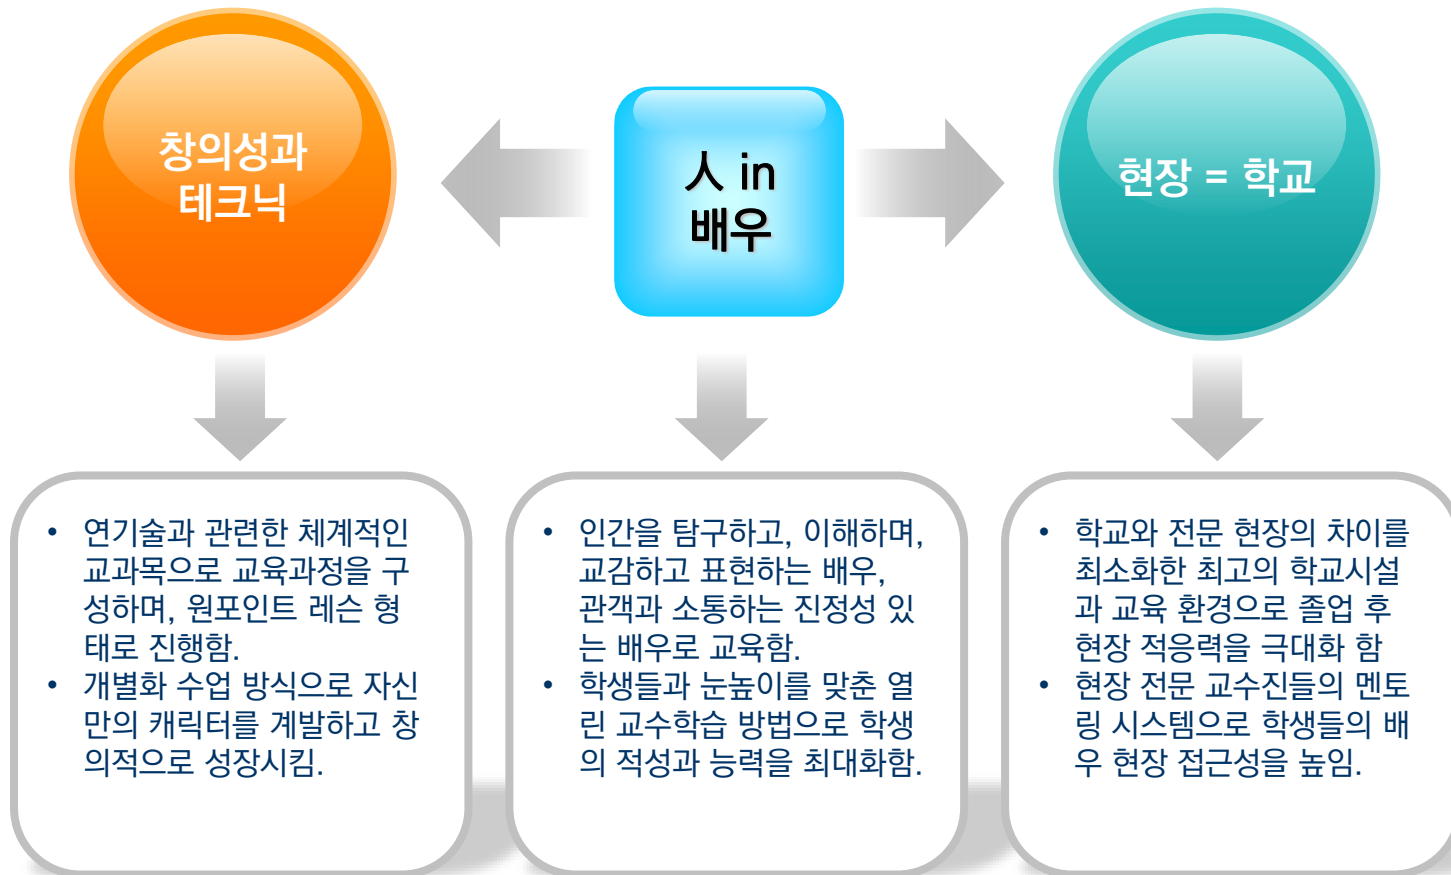 창의성과
테크닉
人 in
배우
현장 = 학교
• 연기술과 관련한 체계적인
교과목으로 교육과정을 구
성하며, 원포인트 레슨 형
태로 진행함.
• 개별화 수업 방식으로 자신
만의 캐릭터를 계발하고 창
의적으로 성장시킴.
• 인간을 탐구하고, 이해하며,
교감하고 표현하는 배우,
관객과 소통하는 진정성 있
는 배우로 교육함.
• 학생들과 눈높이를 맞춘 열
린 교수학습 방법으로 학생
의 적성과 능력을 최대화함.
• 학교와 전문 현장의 차이를
최소화한 최고의 학교시설
과 교육 환경으로 졸업 후
현장 적응력을 극대화 함
• 현장 전문 교수진들의 멘토
링 시스템으로 학생들의 배
우 현장 접근성을 높임.